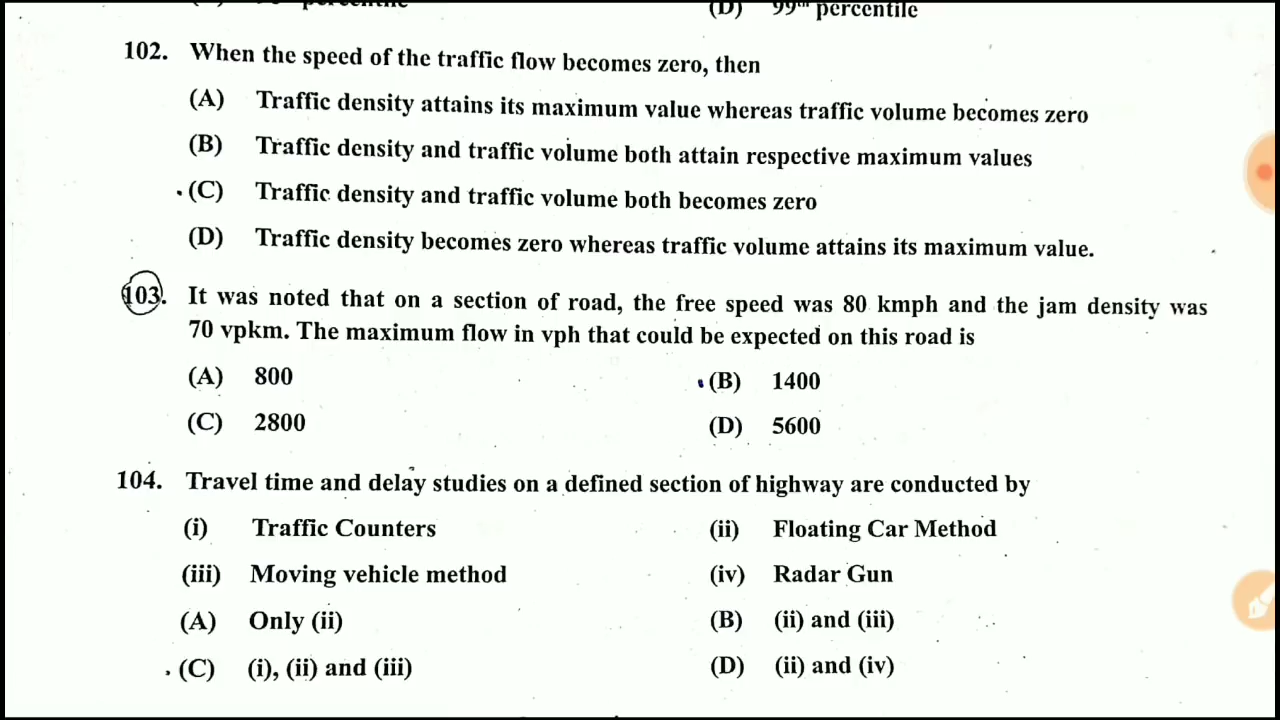 percentile
(D) 99th percentile
102. When the speed of the traffic flow becomes zero, then
(A) Traffic density attains its maximum value whereas traffic volume becomes zero
(B) Traffic density and traffic volume both attain respective maximum values
(C) Traffic density and traffic volume both becomes zero
(D) Traffic density becomes zero whereas traffic volume attains its maximum value.
103. It was noted that on a section of road, the free speed was 80 kmph and the jam density was
70 vpkm. The maximum flow in vph that could be expected on this road is
(A) 800 (B) 1400
(C) 2800 (D) 5600
104. Travel time and delay studies on a defined section of highway are conducted by
(i) Traffic Counters (ii) Floating Car Method
(iii) Moving vehicle method (iv) Radar Gun
(A) Only (ii) (B) (ii) and (iii)
(C) (i), (ii) and (iii) (D) (ii) and (iv)